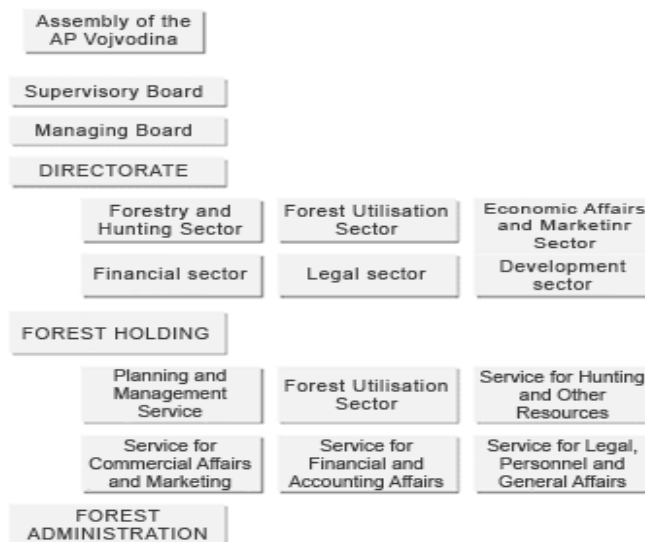 Assembly of the
AP Vojvodina
Supervisory Board
Managing Board
DIRECTORATE
Forestry and
Hunting Sector
Forest Utilisation
Sector
Economic Affairs
and Marketinr
Sector
Financial sector
Legal sector
Development
sector
FOREST HOLDING
Planning and
Management
Service
Forest Utilisation
Sector
Service for Hunting
and Other
Resources
Service for
Commercial Affairs
and Marketing
Service for
Financial and
Accounting Affairs
Service for Legal,
Personnel and
General Affairs
FOREST
ADMINISTRATION